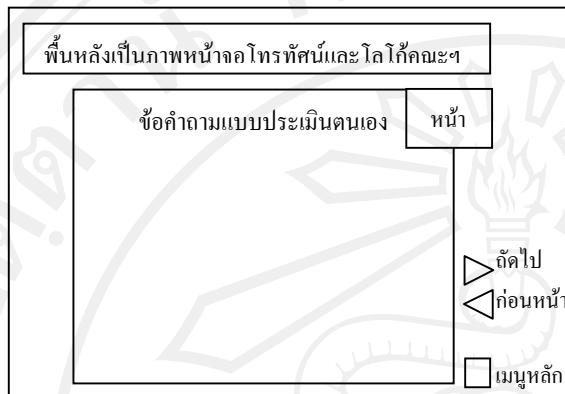 พื้นหลังเป็นภาพหน้าจอโทรทัศน์และโลโก้คณะฯ
ข้อคำถามแบบประเมินตนเอง
หน้า
ถัดไป
ก่อนหน้า
เมนูหลัก